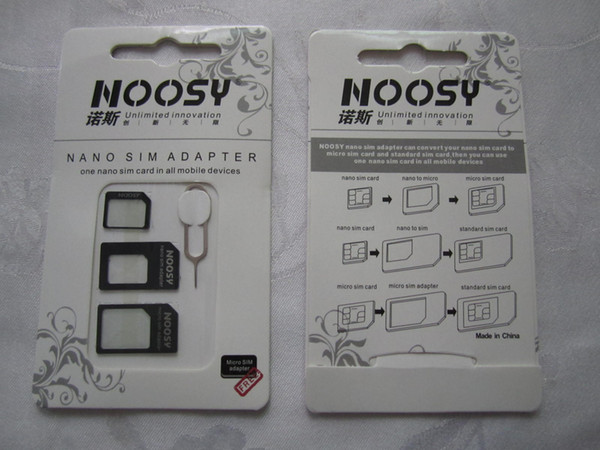 NOOSY
诺斯 Unlimited innovation
创 | 新 | 无 | 限
NANO SIM ADAPTER
one nano sim card in all mobile devices
NOOSY
NOOSY
nano sim
adapter
NOOSY
Micro SIM
adapter
FREE
NOOSY
诺斯 Unlimited innovation
创 | 新 | 无 | 限
NOOSY nano sim adapter can convert your nano sim card to
micro sim card and standard sim card,then you can use
one nano sim card in all mobile devices
nano sim card nano to micro micro sim card
nano sim card nano to sim standard sim card
micro sim card micro sim adapter standard sim card
Made in China